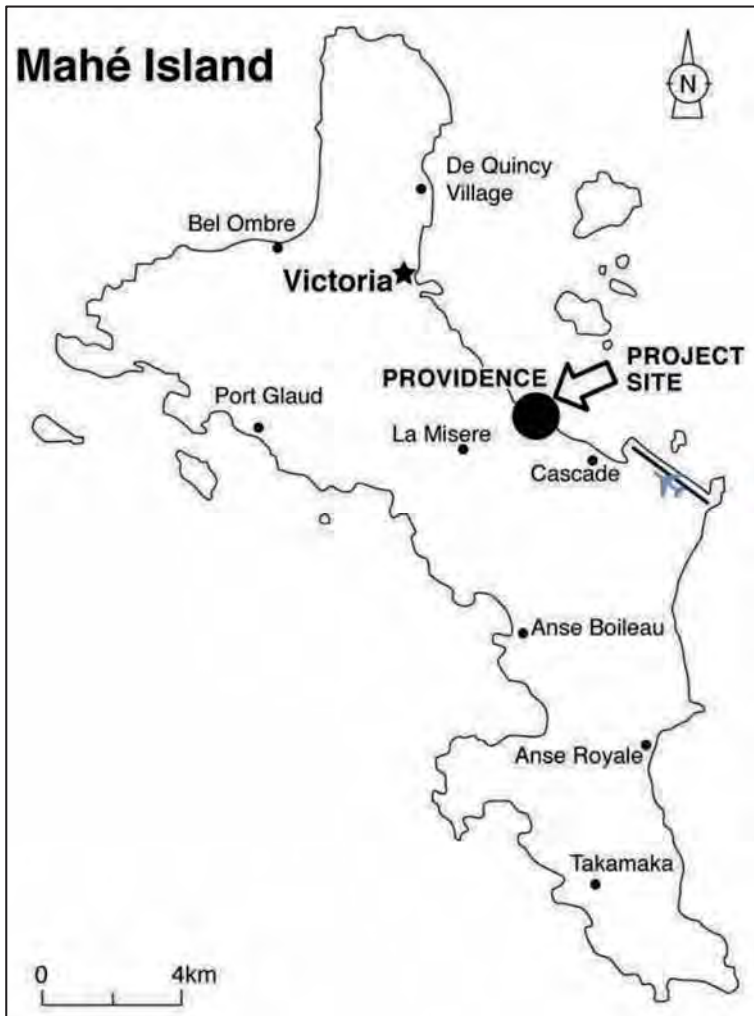 Mahé Island
N
De Quincy
Village
Bel Ombre
Victoria
PROJECT
SITE
PROVIDENCE
Port Glaud
La Misere
Cascade
Anse Boileau
Anse Royale
Takamaka
0 4km